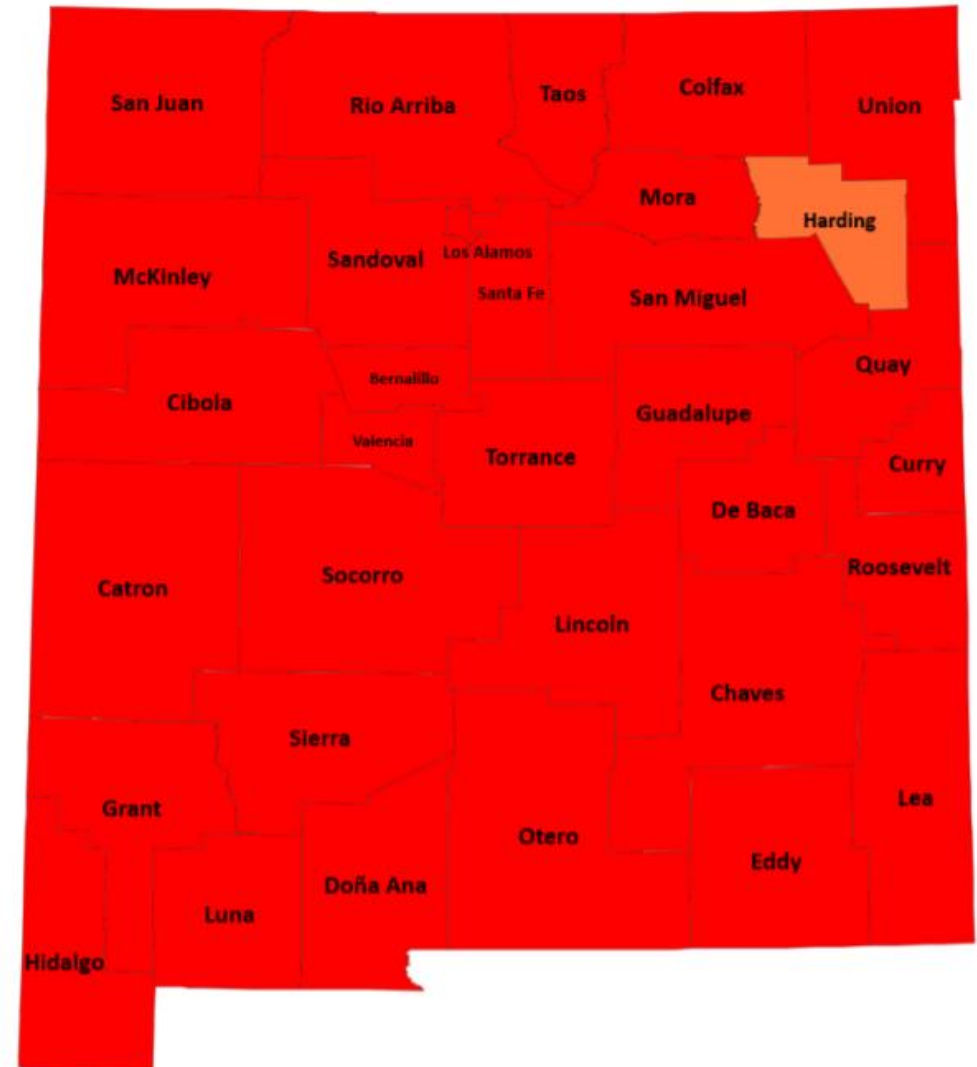 San Juan
Rio Arriba
Taos
Colfax
Union
Mora
Harding
McKinley
Sandoval
Los Alamos
Santa Fe
San Miguel
Quay
Bernalillo
Cibola
Guadalupe
Valencia
Torrance
Curry
De Baca
Catron
Socorro
Roosevelt
Lincoln
Chaves
Sierra
Grant
Otero
Lea
Eddy
Doña Ana
Luna
Hidalgo